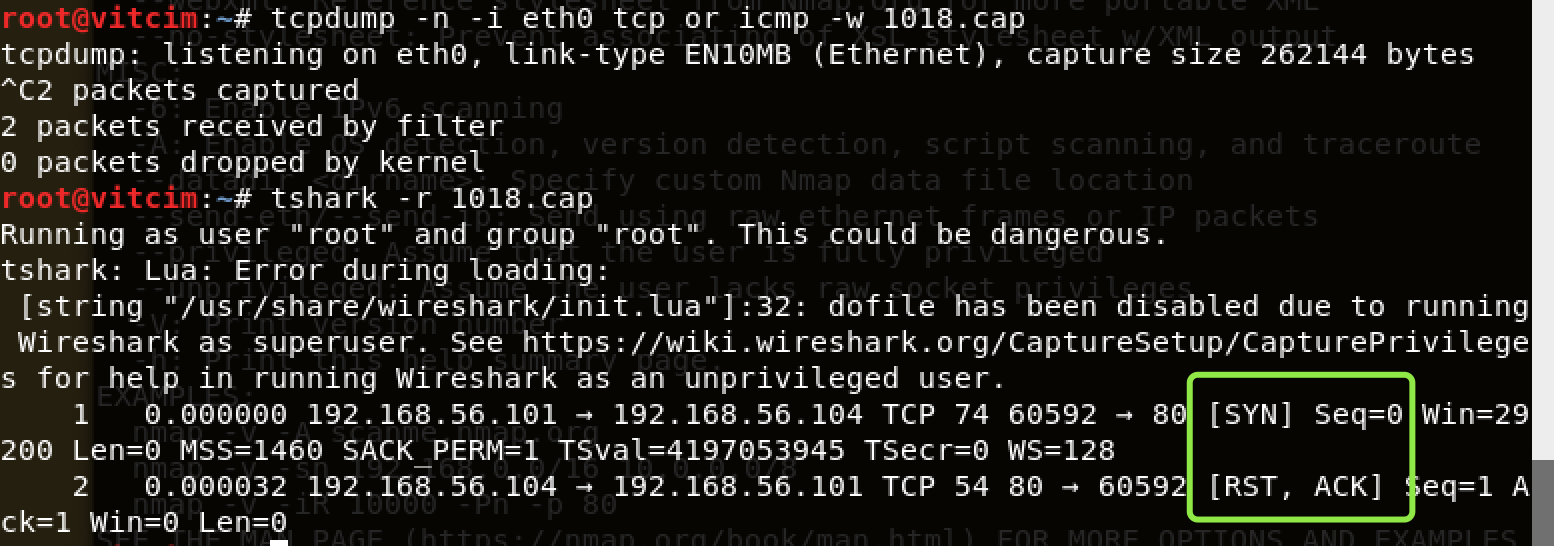 root@vitcim:~# tcpdump -n -i eth0 tcp or icmp -w 1018.cap
tcpdump: listening on eth0, link-type EN10MB (Ethernet), capture size 262144 bytes
^C2 packets captured
2 packets received by filter
0 packets dropped by kernel
root@vitcim:~# tshark -r 1018.cap
Running as user "root" and group "root". This could be dangerous.
tshark: Lua: Error during loading:
 [string "/usr/share/wireshark/init.lua"]:32: dofile has been disabled due to running
 Wireshark as superuser. See https://wiki.wireshark.org/CaptureSetup/CapturePrivilege
s for help in running Wireshark as an unprivileged user.
    1   0.000000 192.168.56.101 → 192.168.56.104 TCP 74 60592 → 80 [SYN] Seq=0 Win=29
200 Len=0 MSS=1460 SACK_PERM=1 TSval=4197053945 TSecr=0 WS=128
    2   0.000032 192.168.56.104 → 192.168.56.101 TCP 54 80 → 60592 [RST, ACK] Seq=1 A
ck=1 Win=0 Len=0